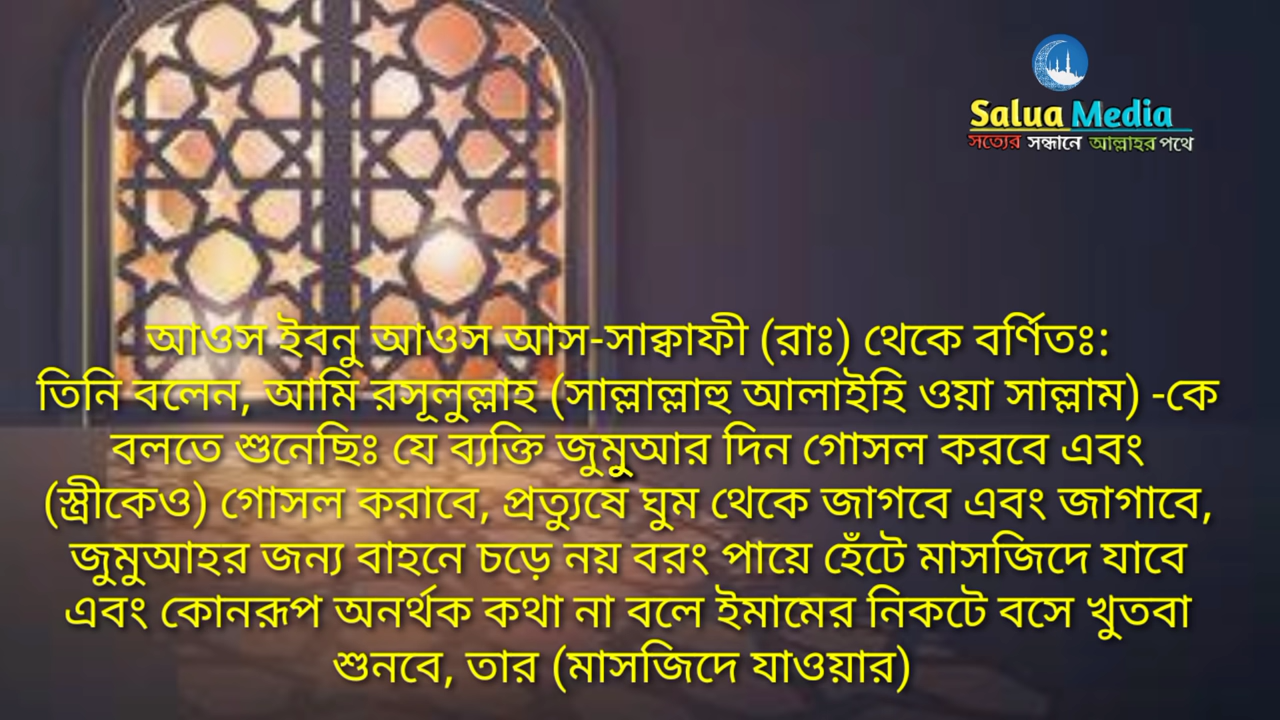 Salua Media
সত্যের সন্ধানে আল্লাহর পথে
আওস ইবনু আওস আস-সাক্বাফী (রাঃ) থেকে বর্ণিতঃ:
তিনি বলেন, আমি রসূলুল্লাহ (সাল্লাল্লাহু আলাইহি ওয়া সাল্লাম) -কে
বলতে শুনেছিঃ যে ব্যক্তি জুমুআর দিন গোসল করবে এবং
(স্ত্রীকেও) গোসল করাবে, প্রত্যুষে ঘুম থেকে জাগবে এবং জাগাবে,
জুমুআহর জন্য বাহনে চড়ে নয় বরং পায়ে হেঁটে মাসজিদে যাবে
এবং কোনরূপ অনর্থক কথা না বলে ইমামের নিকটে বসে খুতবা
শুনবে, তার (মাসজিদে যাওয়ার)